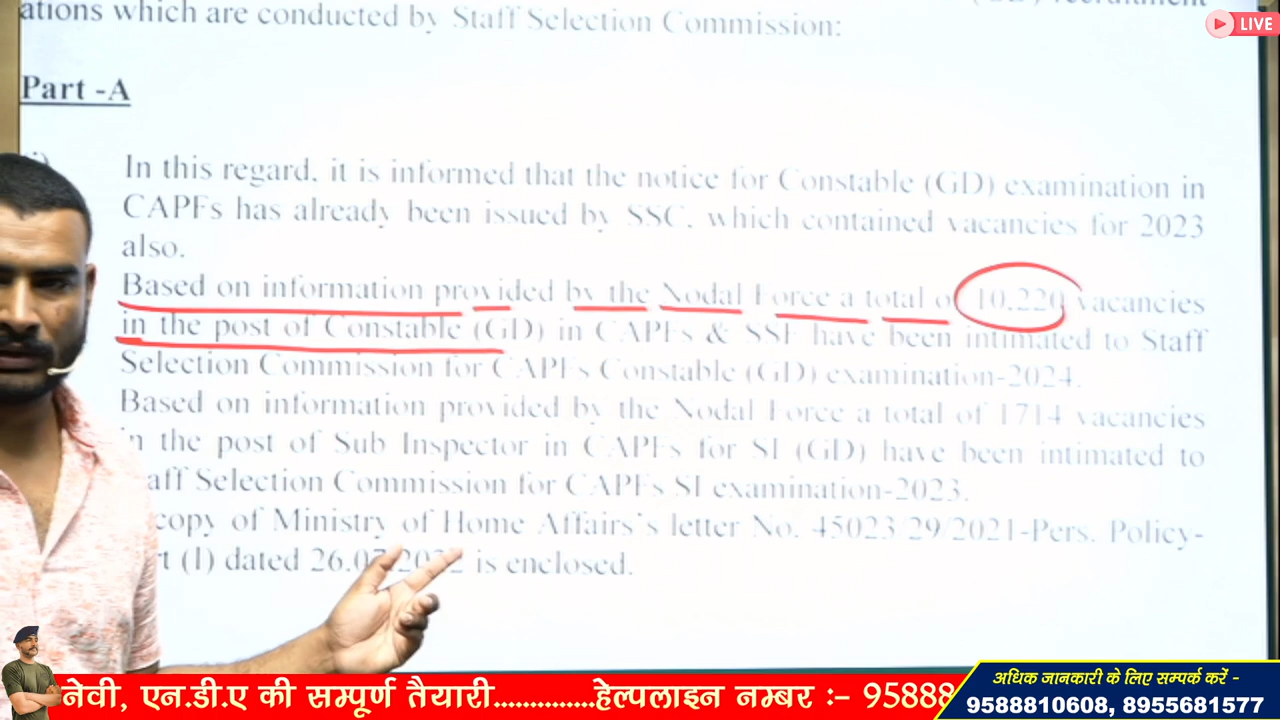 LIVE
ations which are conducted by Staff Selection Commission:
Part -A
In this regard, it is informed that the notice for Constable (GD) examination in
CAPFs has already been issued by SSC, which contained vacancies for 2023
also.
Based on information provided by the Nodal Force a total of 10,220 vacancies
in the post of Constable (GD) in CAPFs & SSF have been intimated to Staff
Selection Commission for CAPFs Constable (GD) examination-2024.
Based on information provided by the Nodal Force a total of 1714 vacancies
in the post of Sub Inspector in CAPFs for SI (GD) have been intimated to
aff Selection Commission for CAPFs SI examination-2023.
copy of Ministry of Home Affairs's letter No. 45023/29/2021-Pers. Policy-
rt (I) dated is enclosed.
नेवी, एन.डी.ए की सम्पूर्ण तैयारी...............हेल्पलाइन नम्बर :– 95888
अधिक जानकारी के लिए सम्पर्क करें -
9588810608, 8955681577